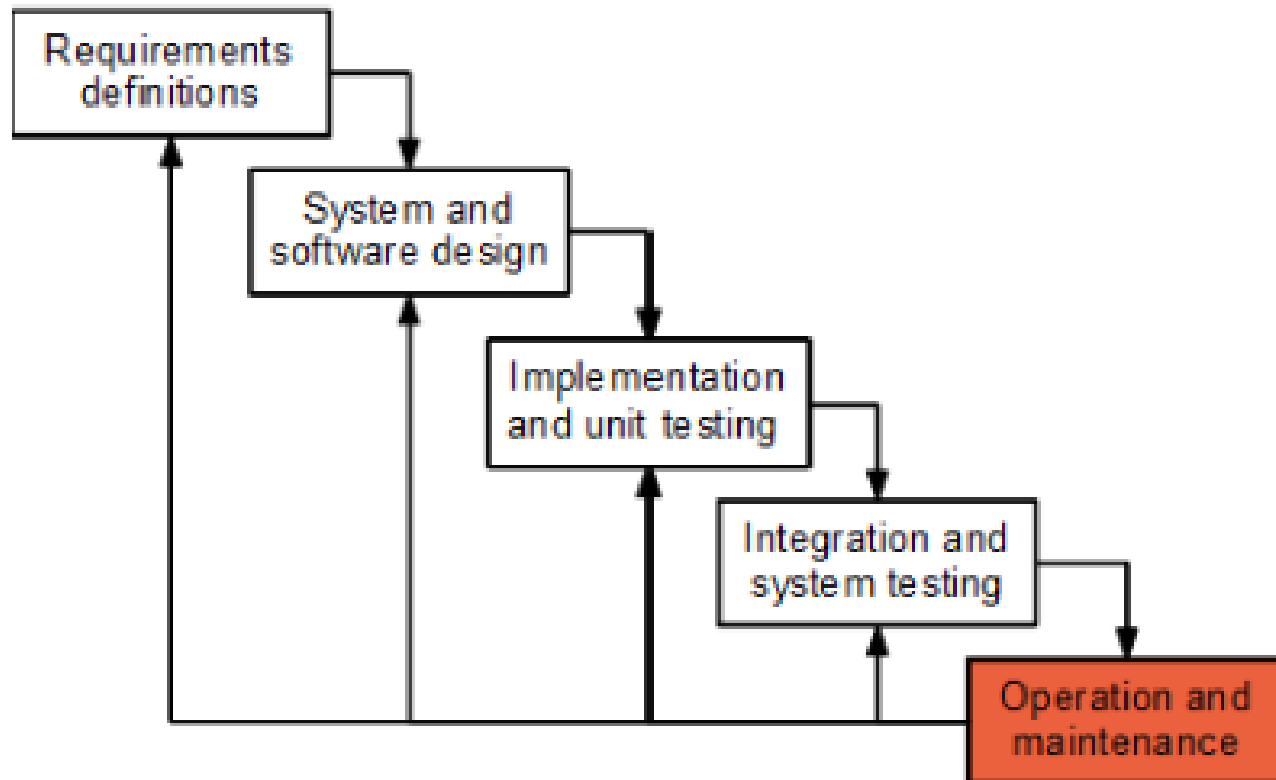 Requirements
definitions
System and
software design
Implementation
and unit testing
Integration and
system testing
Operation and
maintenance